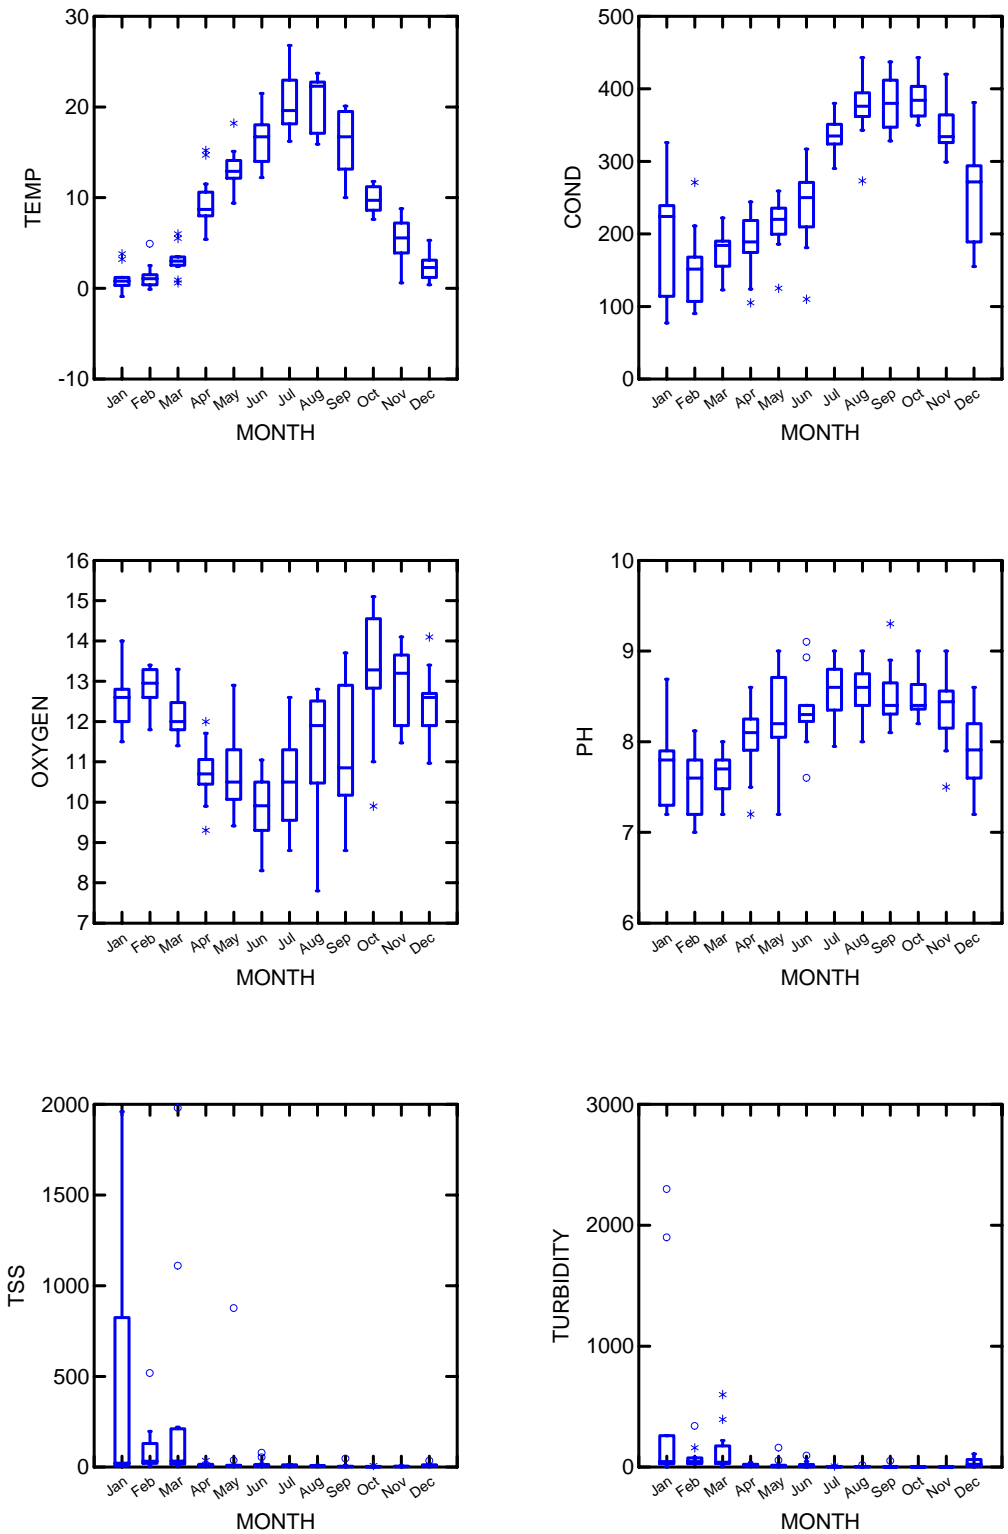 30
20
10
0
-10
TEMP
Jan Feb Mar Apr May Jun Jul Aug Sep Oct Nov Dec
MONTH
500
400
300
200
100
0
COND
Jan Feb Mar Apr May Jun Jul Aug Sep Oct Nov Dec
MONTH
16
15
14
13
12
11
10
9
8
7
OXYGEN
Jan Feb Mar Apr May Jun Jul Aug Sep Oct Nov Dec
MONTH
10
9
8
7
6
PH
Jan Feb Mar Apr May Jun Jul Aug Sep Oct Nov Dec
MONTH
2000
1500
1000
500
0
TSS
Jan Feb Mar Apr May Jun Jul Aug Sep Oct Nov Dec
MONTH
3000
2000
1000
0
TURBIDITY
Jan Feb Mar Apr May Jun Jul Aug Sep Oct Nov Dec
MONTH